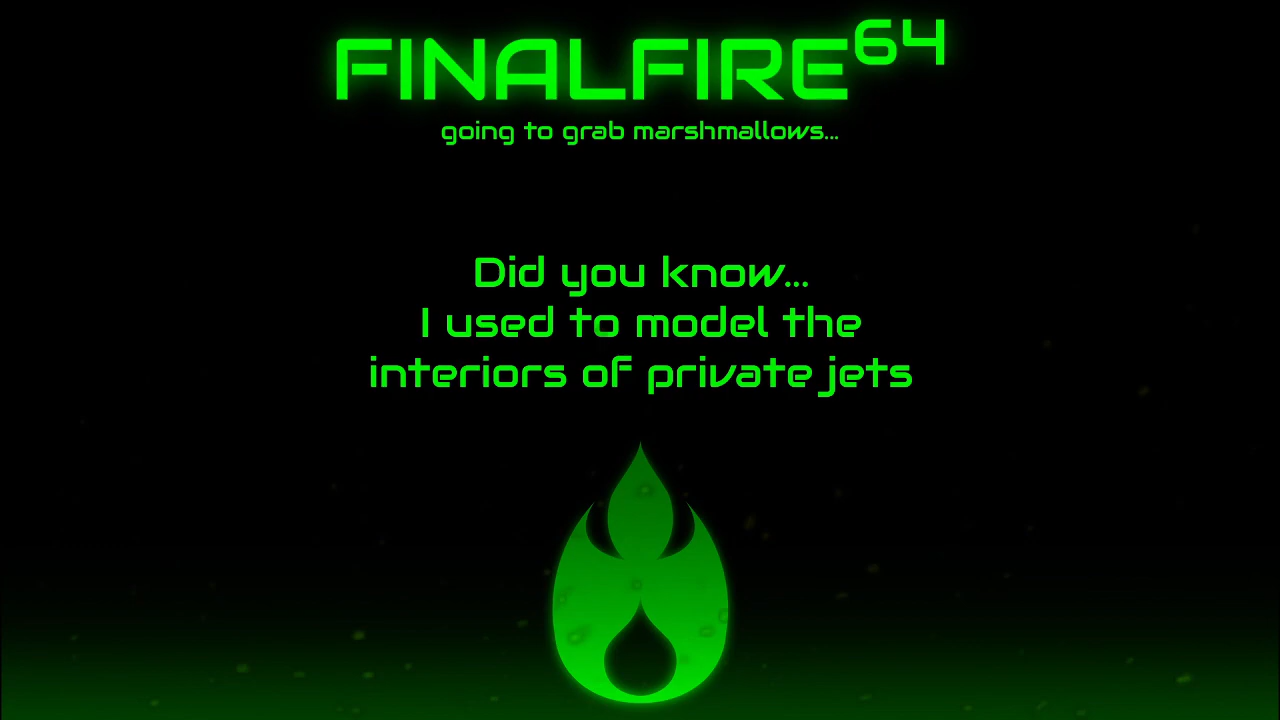 FINALFIRE⁶⁴
going to grab marshmallows...
Did you know...
I used to model the
interiors of private jets